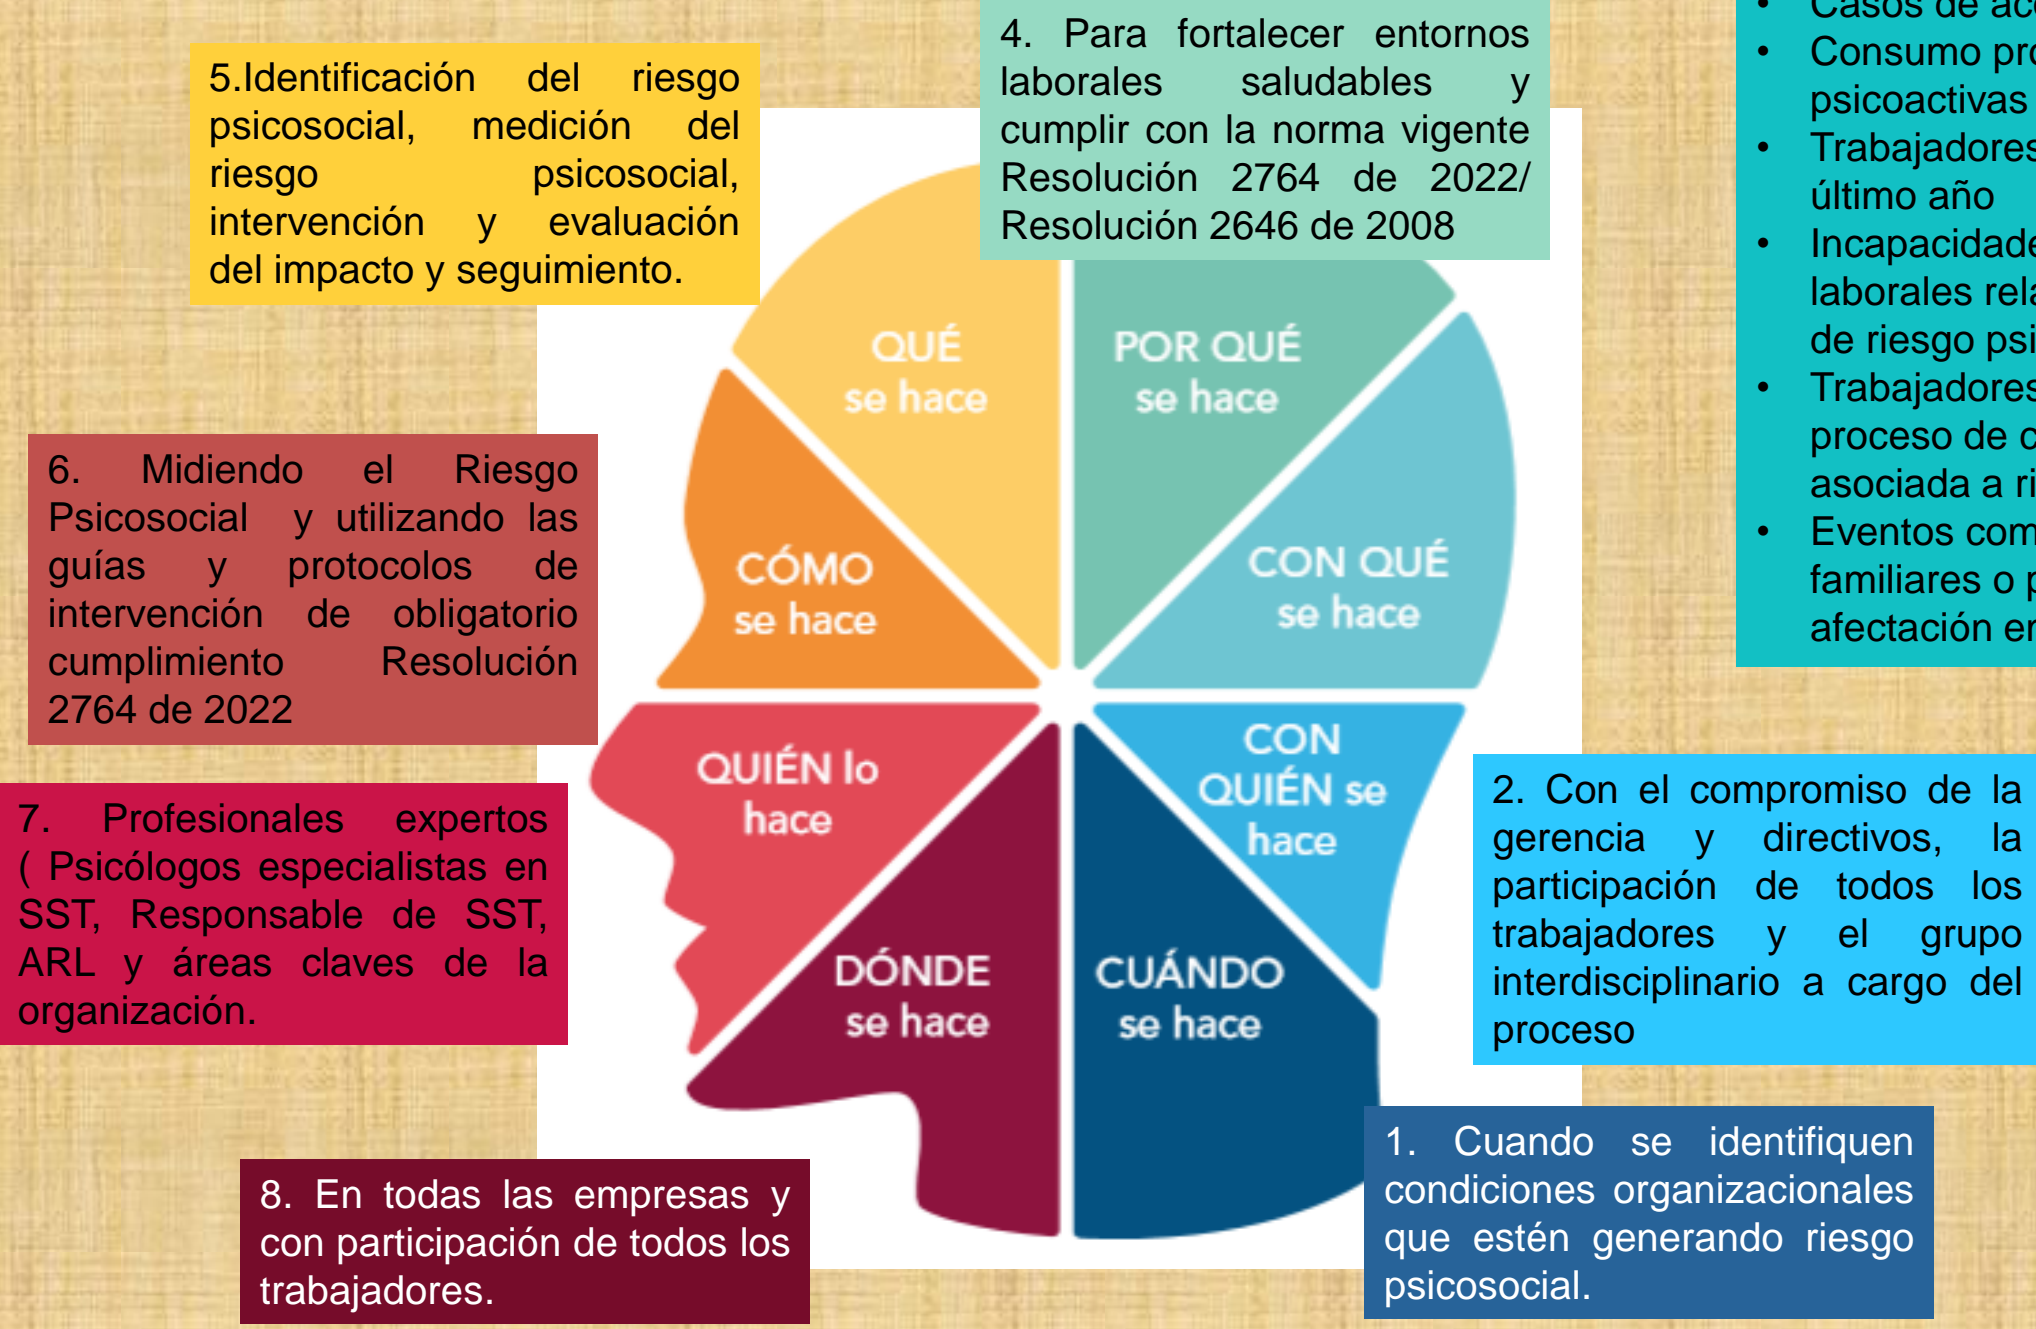 5.Identificación del riesgo
psicosocial, medición del
riesgo psicosocial,
intervención y evaluación
del impacto y seguimiento.
4. Para fortalecer entornos
laborales saludables y
cumplir con la norma vigente
Resolución 2764 de 2022/
Resolución 2646 de 2008
• Casos de
• Consumo
psicoactivas
• Trabajadores
último año
•
laborales
de riesgo
• Trabajadores
proceso de
asociada a
• Eventos
familiares o
afectación
6. Midiendo el Riesgo
Psicosocial y utilizando las
guías y protocolos de
intervención de obligatorio
cumplimiento Resolución
2764 de 2022
7. Profesionales expertos
( Psicólogos especialistas en
SST, Responsable de SST,
ARL y áreas claves de la
organización.
8. En todas las empresas y
con participación de todos los
trabajadores.
QUÉ
se hace
POR QUÉ
se hace
CÓMO
se hace
CON QUÉ
se hace
QUIÉN lo
hace
CON
QUIÉN se
hace
DÓNDE
se hace
CUÁNDO
se hace
2. Con el compromiso de la
gerencia y directivos, la
participación de todos los
trabajadores y el grupo
interdisciplinario a cargo del
proceso
1. Cuando se identifiquen
condiciones organizacionales
que estén generando riesgo
psicosocial.